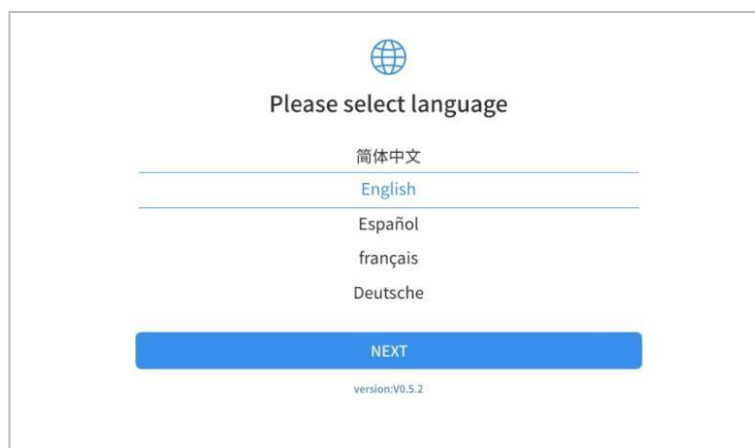 Please select language
简体中文
English
Español
français
Deutsche
NEXT
version:V0.5.2